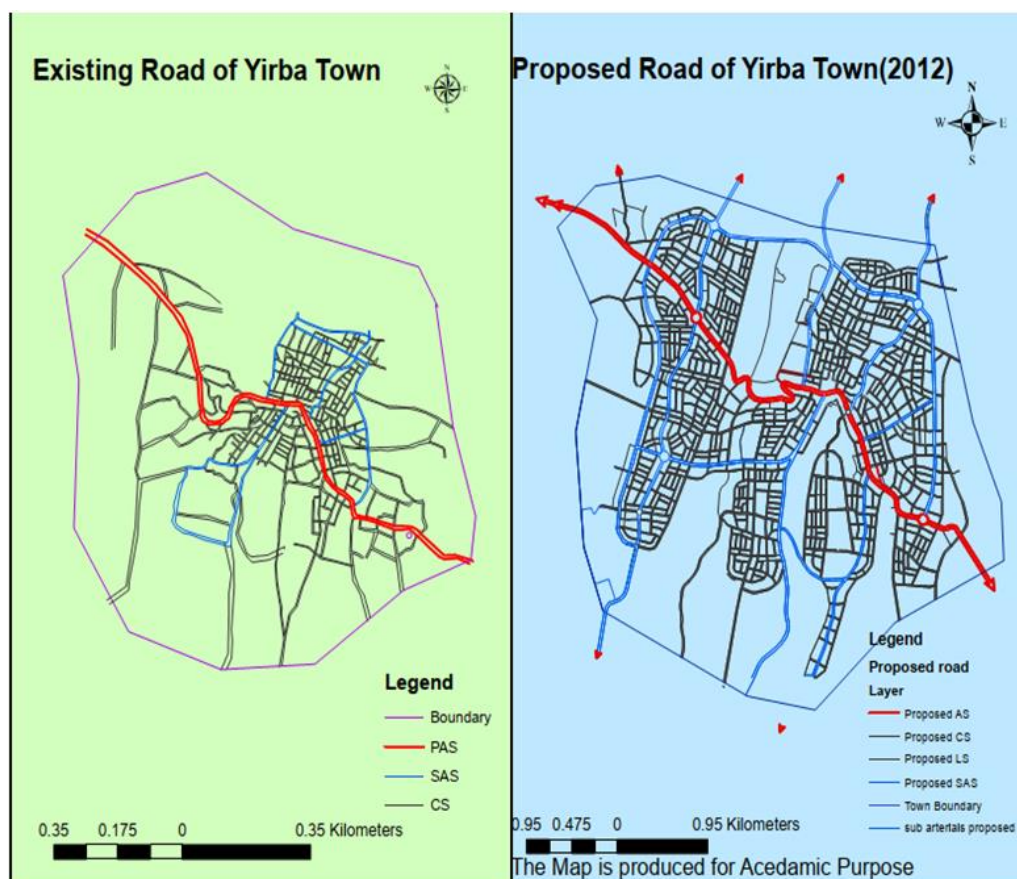 Existing Road of Yirba Town
N
W E
S
Legend
Boundary
PAS
SAS
CS
0.35 0.175 0 0.35 Kilometers
Proposed Road of Yirba Town(2012)
N
W E
S
Legend
Proposed road
Layer
Proposed AS
Proposed CS
Proposed LS
Proposed SAS
Town Boundary
sub arterials proposed
0.95 0.475 0 0.95 Kilometers
The Map is produced for Acedamic Purpose